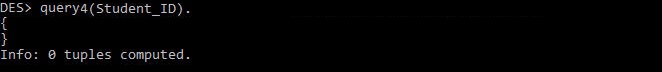 DES> query4(Student_ID).
{
}
Info: 0 tuples computed.